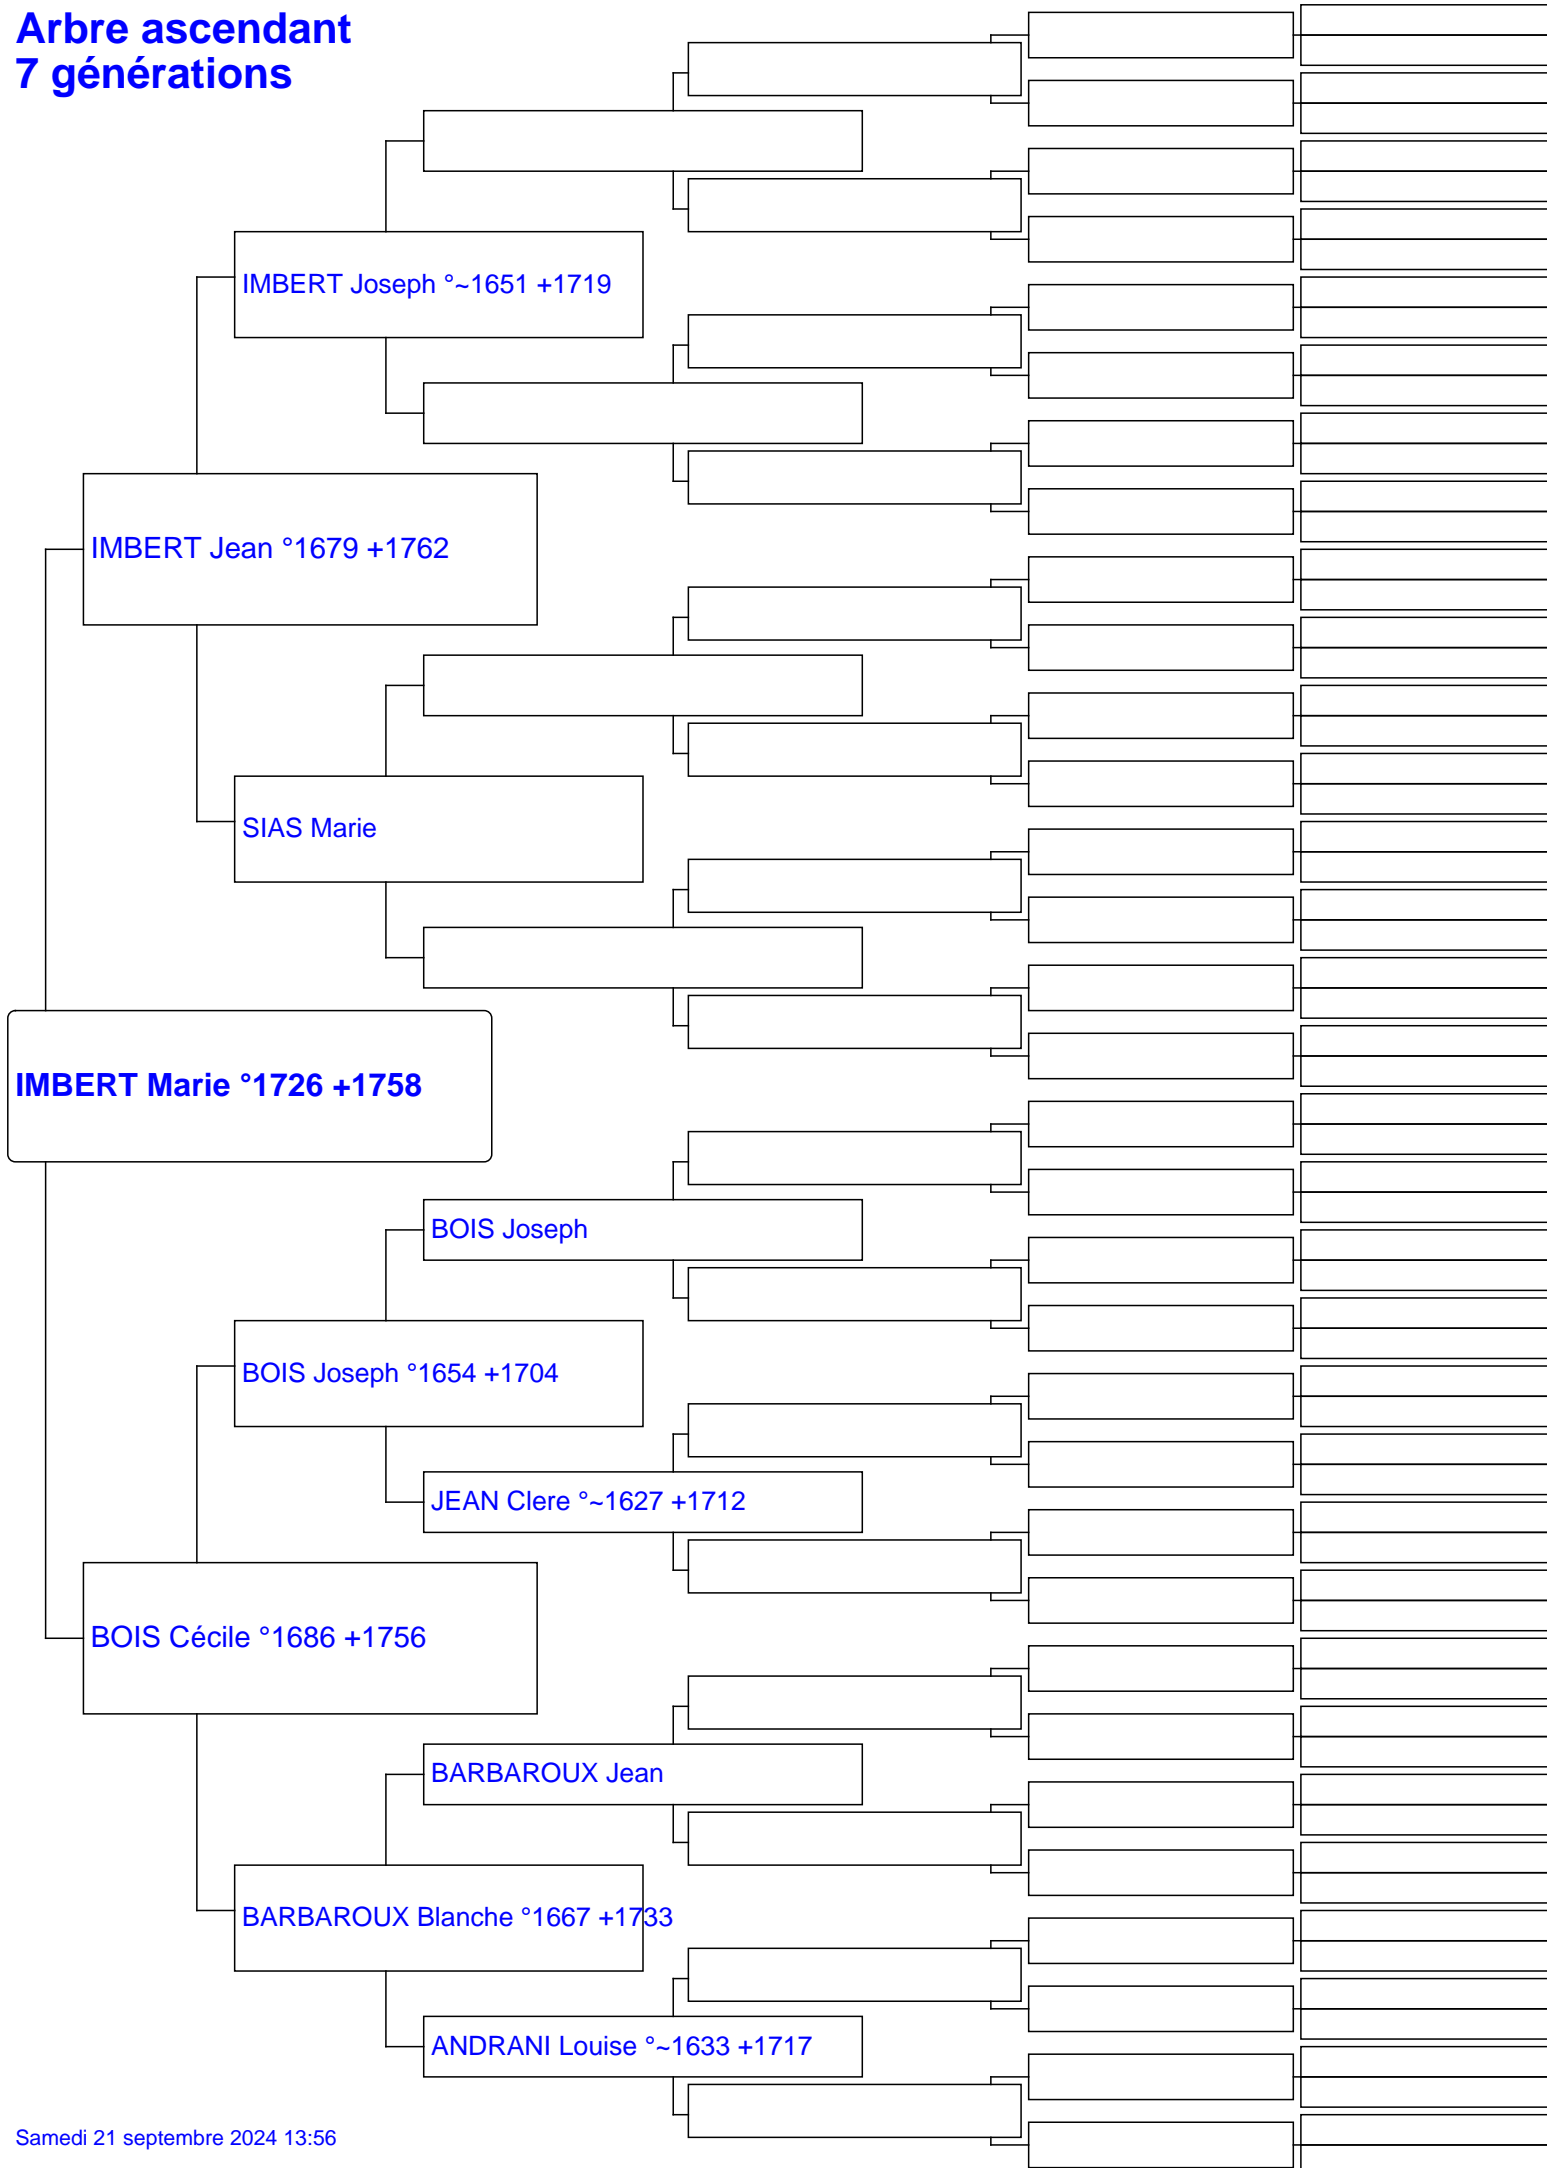 Arbre ascendant
7 générations
IMBERT Joseph °~1651 +1719
IMBERT Jean °1679 +1762
SIAS Marie
IMBERT Marie °1726 +1758
BOIS Joseph
BOIS Joseph °1654 +1704
JEAN Clere °~1627 +1712
BOIS Cécile °1686 +1756
BARBAROUX Jean
BARBAROUX Blanche °1667 +1733
ANDRANI Louise °~1633 +1717
Samedi 21 septembre 2024 13:56